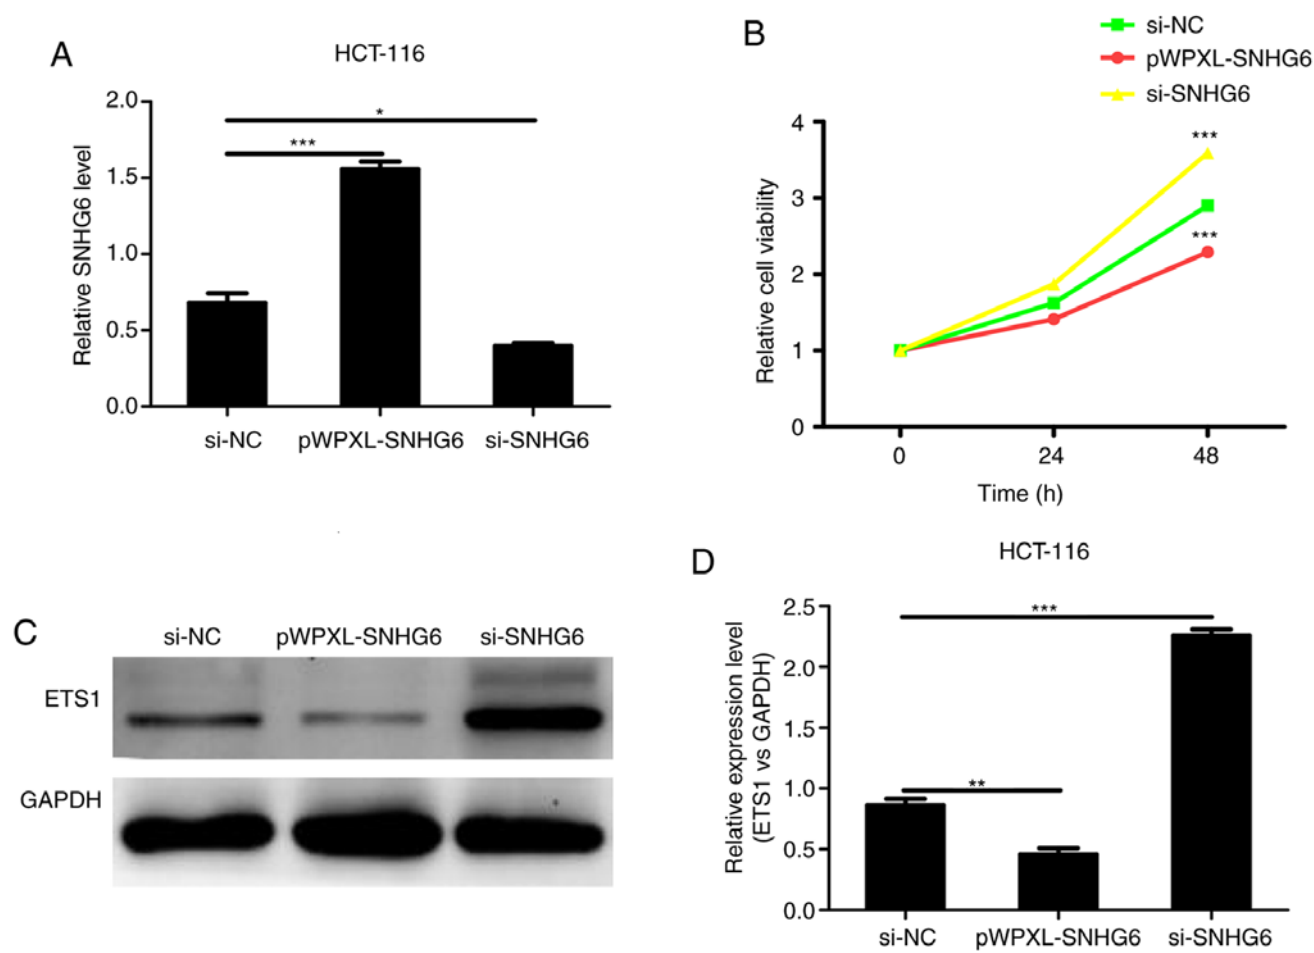 A
HCT-116
Relative SNHG6 level
2.0
1.5
1.0
0.5
0.0
*
***
si-NC
pWPXL-SNHG6
si-SNHG6
B
si-NC
pWPXL-SNHG6
si-SNHG6
Relative cell viability
4
3
2
1
0
***
***
0
24
48
Time (h)
C
si-NC
pWPXL-SNHG6
si-SNHG6
ETS1
GAPDH
D
HCT-116
Relative expression level
(ETS1 vs GAPDH)
2.5
2.0
1.5
1.0
0.5
0.0
***
**
si-NC
pWPXL-SNHG6
si-SNHG6